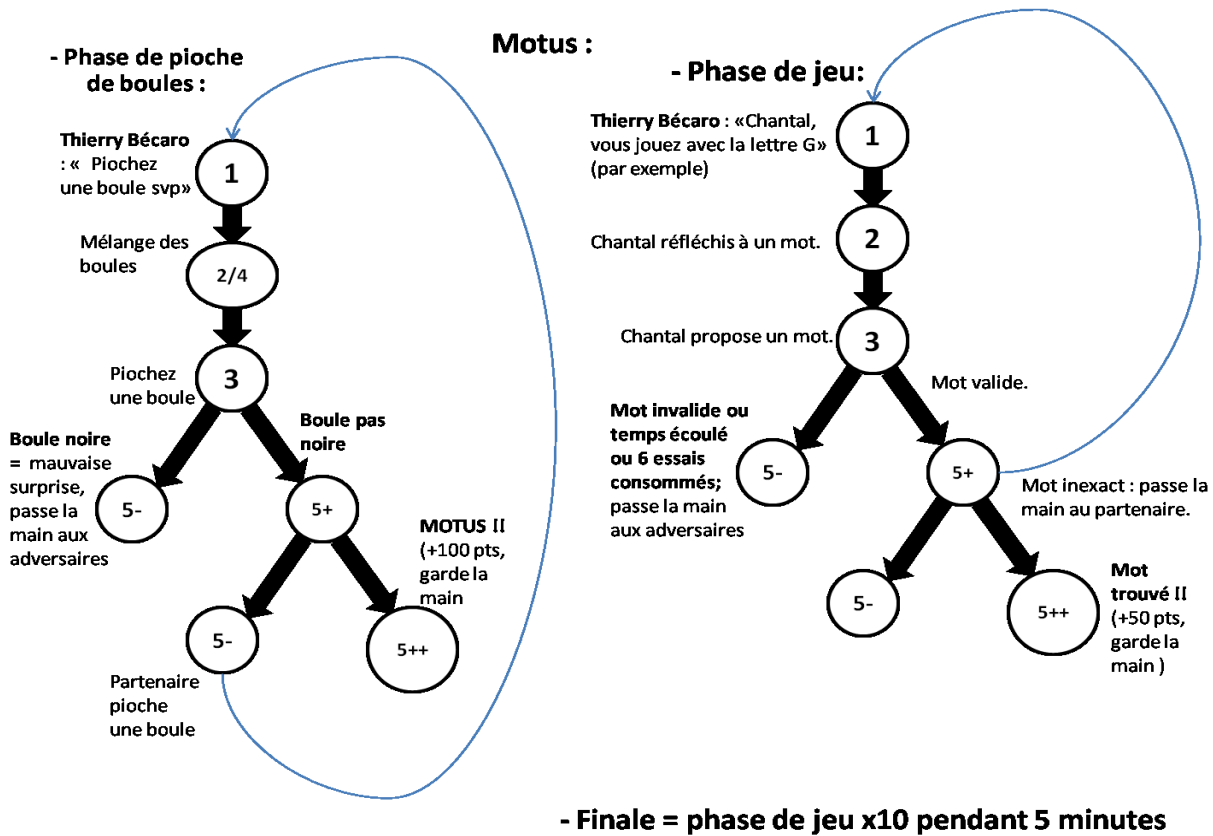 Motus :
- Phase de pioche
de boules :
Thierry Bécaro
: « Piochez
une boule svp»
1
Mélange des
boules
2/4
Piochez
une boule
3
Boule noire
= mauvaise
surprise,
passe la
main aux
adversaires
5-
Boule pas
noire
5+
MOTUS !!
(+100 pts,
garde la
main
5-
5++
Partenaire
pioche
une boule
- Phase de jeu:
Thierry Bécaro : «Chantal,
vous jouez avec la lettre G»
(par exemple)
1
Chantal réfléchis à un mot.
2
Chantal propose un mot.
3
Mot valide.
Mot invalide ou
temps écoulé
ou 6 essais
consommés;
passe la main
aux adversaires
5-
5+
Mot inexact : passe la
main au partenaire.
5-
5++
Mot
trouvé !!
(+50 pts,
garde la
main )
- Finale = phase de jeu x10 pendant 5 minutes